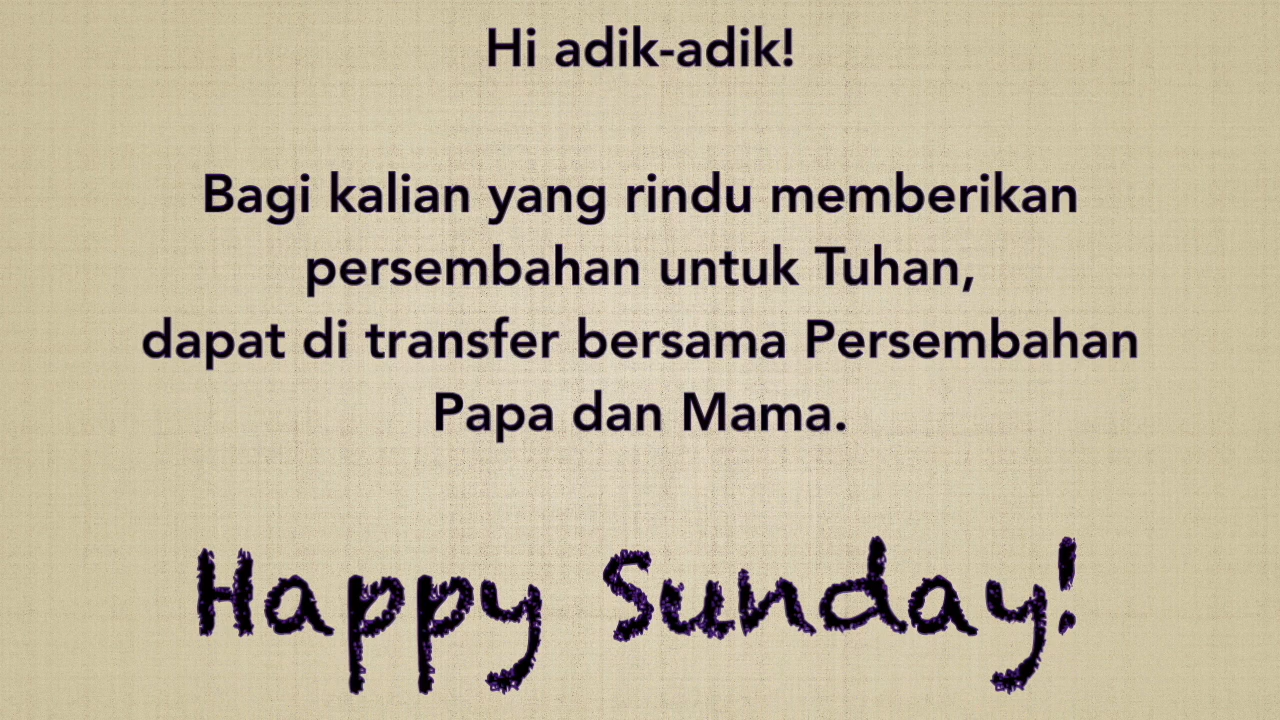 Hi adik-adik!
Bagi kalian yang rindu memberikan
persembahan untuk Tuhan,
dapat di transfer bersama Persembahan
Papa dan Mama.
Happy Sunday!